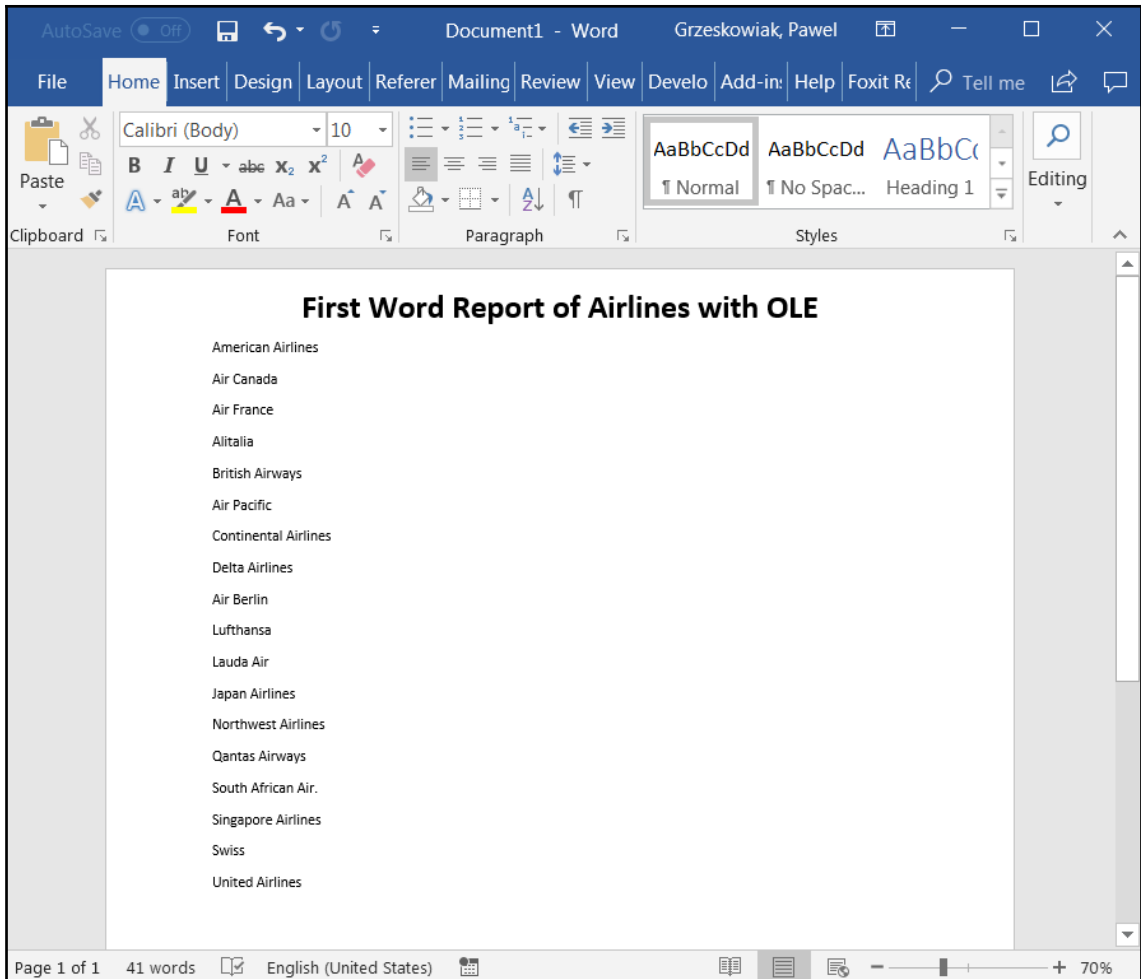 AutoSave Off Document1 - Word Grzeskowiak, Pawel
File Home Insert Design Layout Referer Mailing Review View Develo Add-in: Help Foxit Re Tell me
Calibri (Body) 10
AaBbCcDd AaBbCcDd AaBbCc
B I U abc X₂ X²
Paste
¶ Normal ¶ No Spac... Heading 1
Editing
A aby A Aa A A
Clipboard Font Paragraph Styles
First Word Report of Airlines with OLE
American Airlines
Air Canada
Air France
Alitalia
British Airways
Air Pacific
Continental Airlines
Delta Airlines
Air Berlin
Lufthansa
Lauda Air
Japan Airlines
Northwest Airlines
Qantas Airways
South African Air.
Singapore Airlines
Swiss
United Airlines
Page 1 of 1 41 words English (United States) 70%